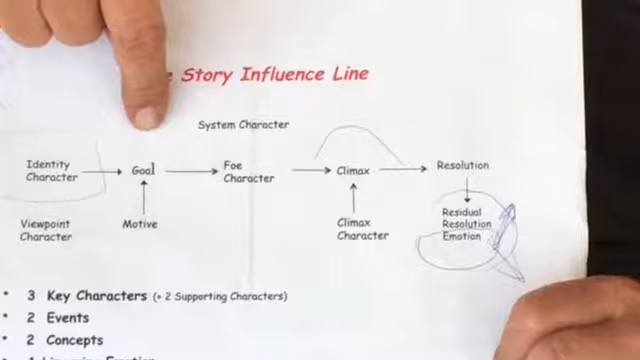 Story Influence Line
System Character
Identity
Character
Goal
Foe
Character
Climax
Resolution
Viewpoint
Character
Motive
Climax
Character
Residual
Resolution
Emotion
• 3 Key Characters (+ 2 Supporting Characters)
• 2 Events
• 2 Concepts